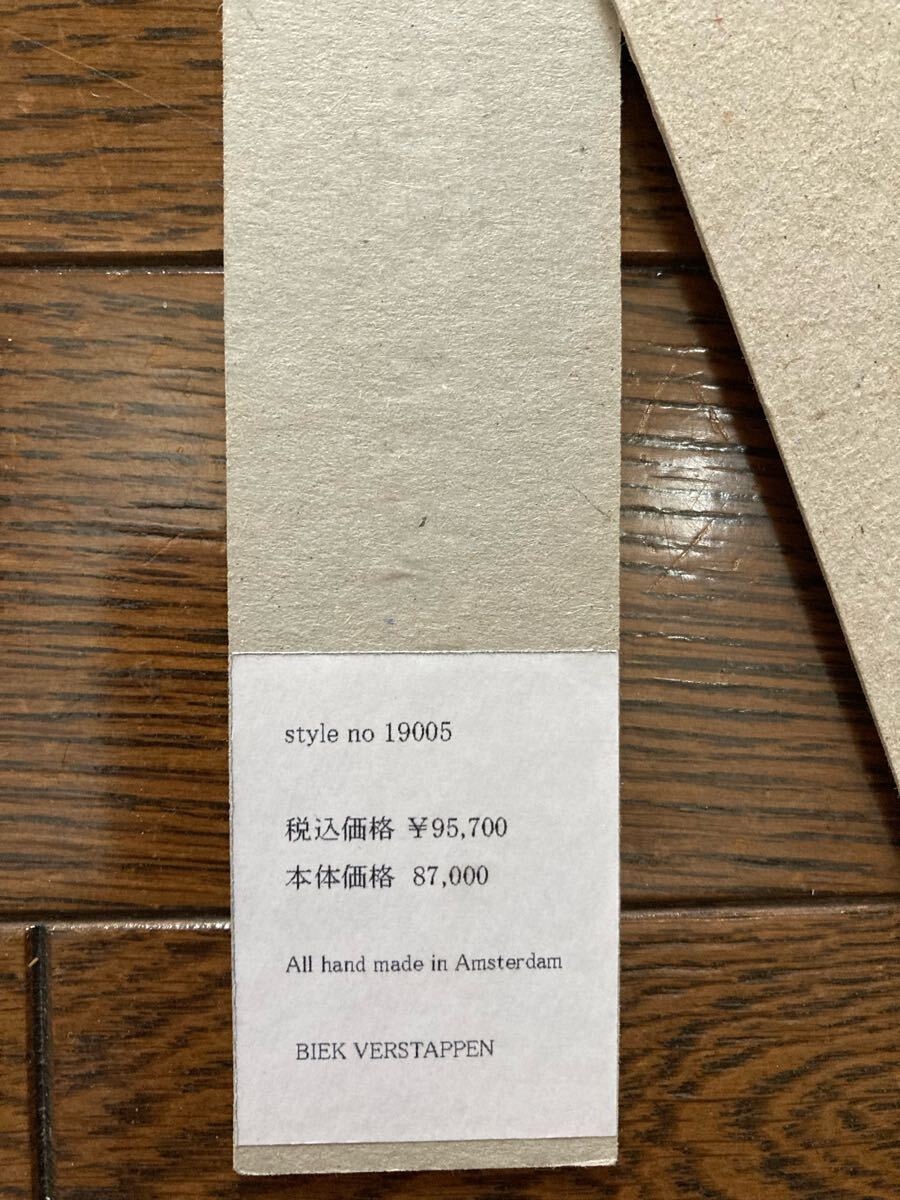 style no 19005
税込価格 ¥95,700
本体価格 87,000
All hand made in Amsterdam
BIEK VERSTAPPEN